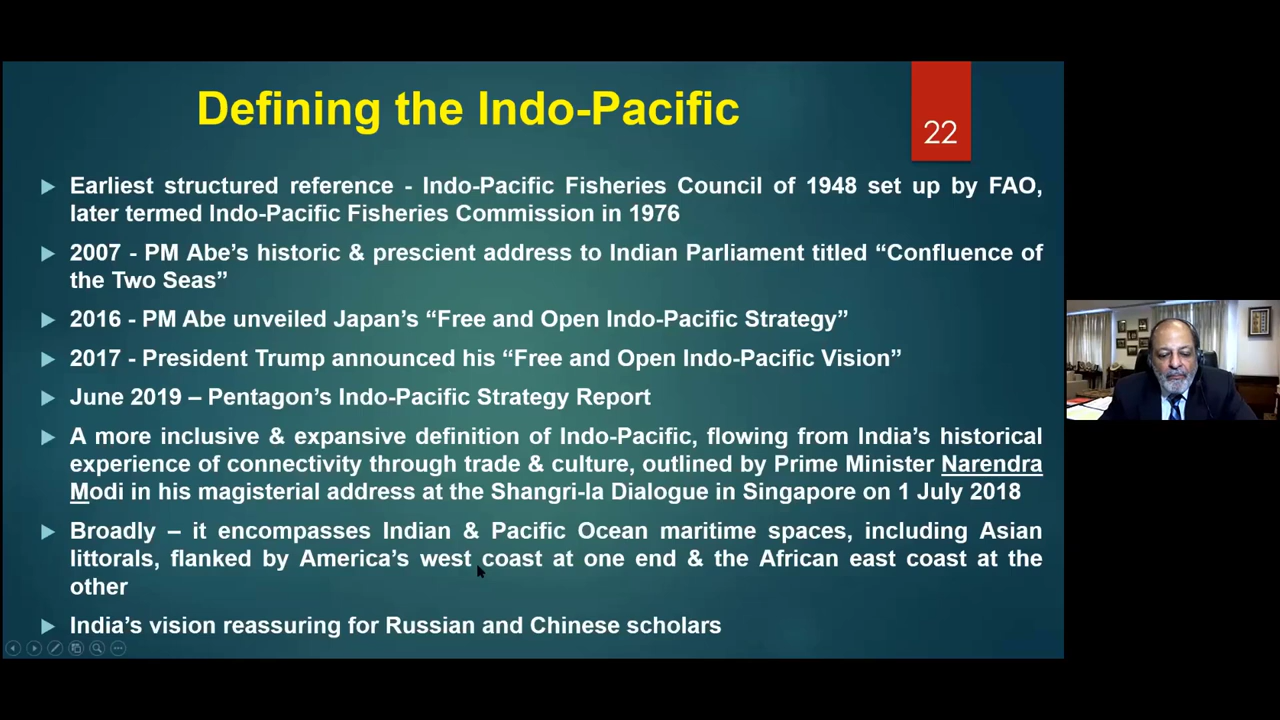 Defining the Indo-Pacific
22
Earliest structured reference - Indo-Pacific Fisheries Council of 1948 set up by FAO,
later termed Indo-Pacific Fisheries Commission in 1976
2007 - PM Abe’s historic & prescient address to Indian Parliament titled “Confluence of
the Two Seas”
2016 - PM Abe unveiled Japan’s “Free and Open Indo-Pacific Strategy”
2017 - President Trump announced his “Free and Open Indo-Pacific Vision”
June 2019 – Pentagon’s Indo-Pacific Strategy Report
A more inclusive & expansive definition of Indo-Pacific, flowing from India’s historical
experience of connectivity through trade & culture, outlined by Prime Minister Narendra
Modi in his magisterial address at the Shangri-la Dialogue in Singapore on 1 July 2018
Broadly – it encompasses Indian & Pacific Ocean maritime spaces, including Asian
littorals, flanked by America’s west coast at one end & the African east coast at the
other
India’s vision reassuring for Russian and Chinese scholars